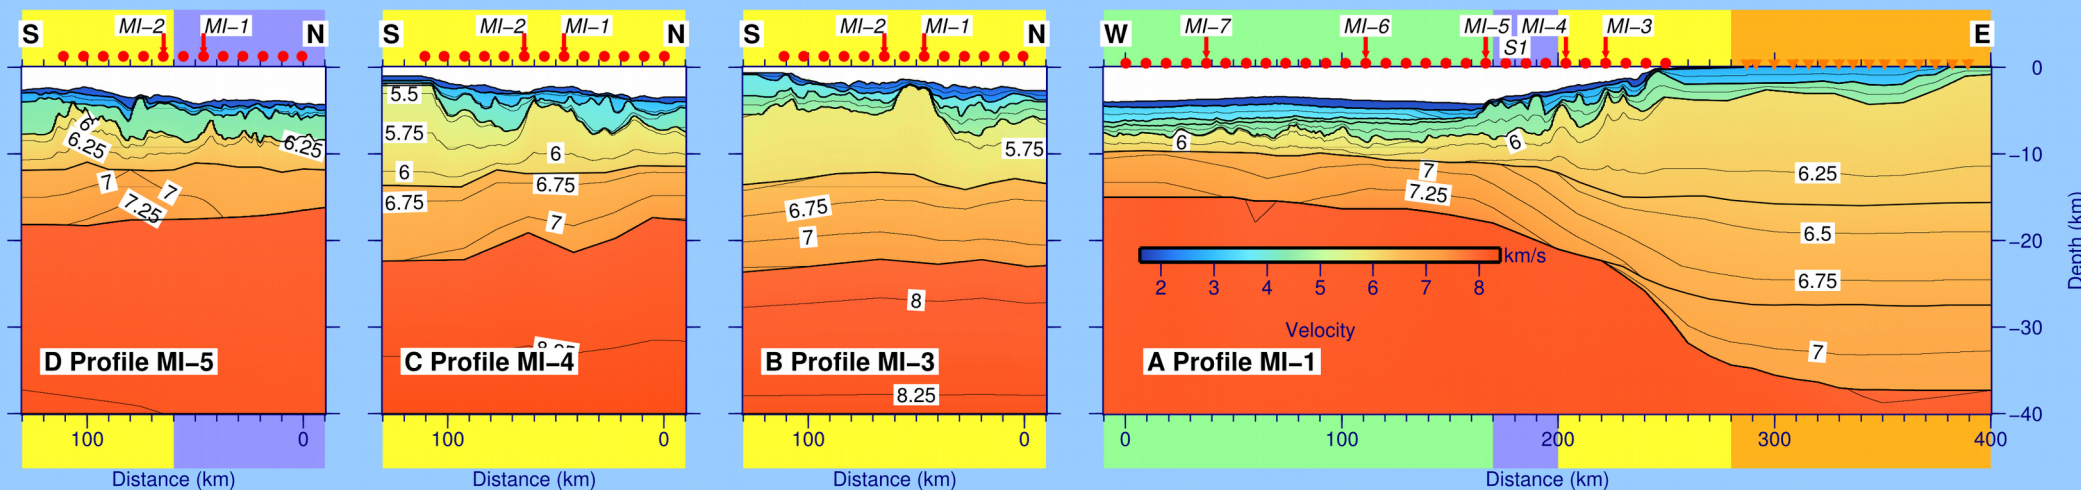 S MI–2 MI–1 N
6
6.25
6.25
7
7
7.25
D Profile MI–5
100 0
Distance (km)
S MI–2 MI–1 N
5.5
5.75
6
6
6.75
6.75
7
C Profile MI–4
100 0
Distance (km)
S MI–2 MI–1 N
5.75
6.75
7
8
B Profile MI–3
8.25
100 0
Distance (km)
W MI–7 MI–6 MI–5 MI–4 MI–3 E
S1
6
6
7
7.25
6.25
6.5
6.75
7
km/s
2 3 4 5 6 7 8
Velocity
A Profile MI–1
0
–10
–20
–30
–40
Depth (km)
0 100 200 300 400
Distance (km)